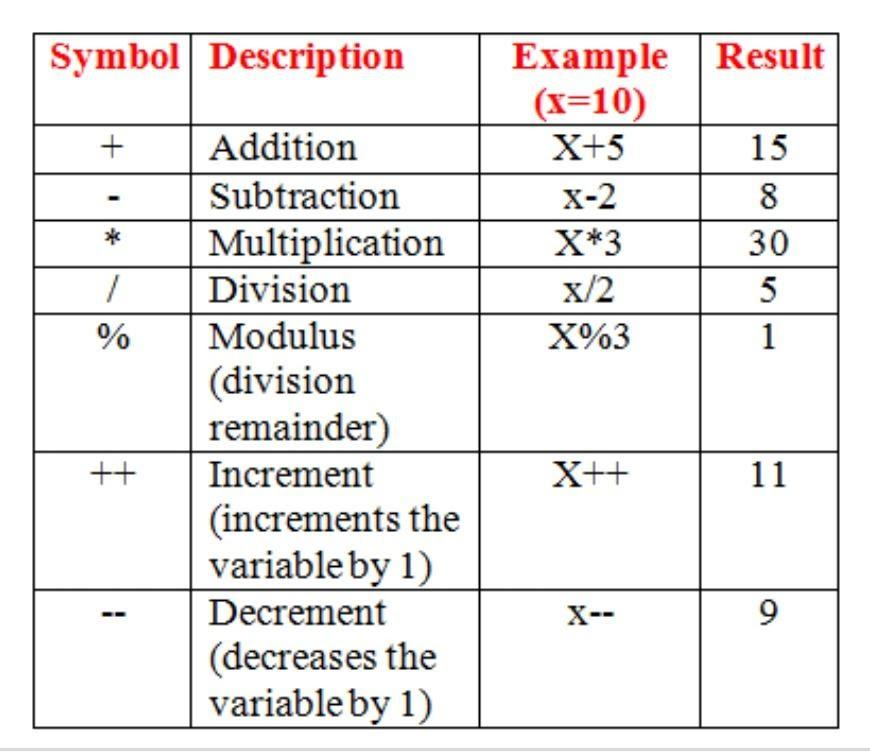 Symbol Description Example Result
(x=10)
+ Addition X+5 15
- Subtraction x-2 8
* Multiplication X*3 30
/ Division x/2 5
% Modulus X%3 1
(division
remainder)
++ Increment X++ 11
(increments the
variable by 1)
-- Decrement x-- 9
(decreases the
variable by 1)